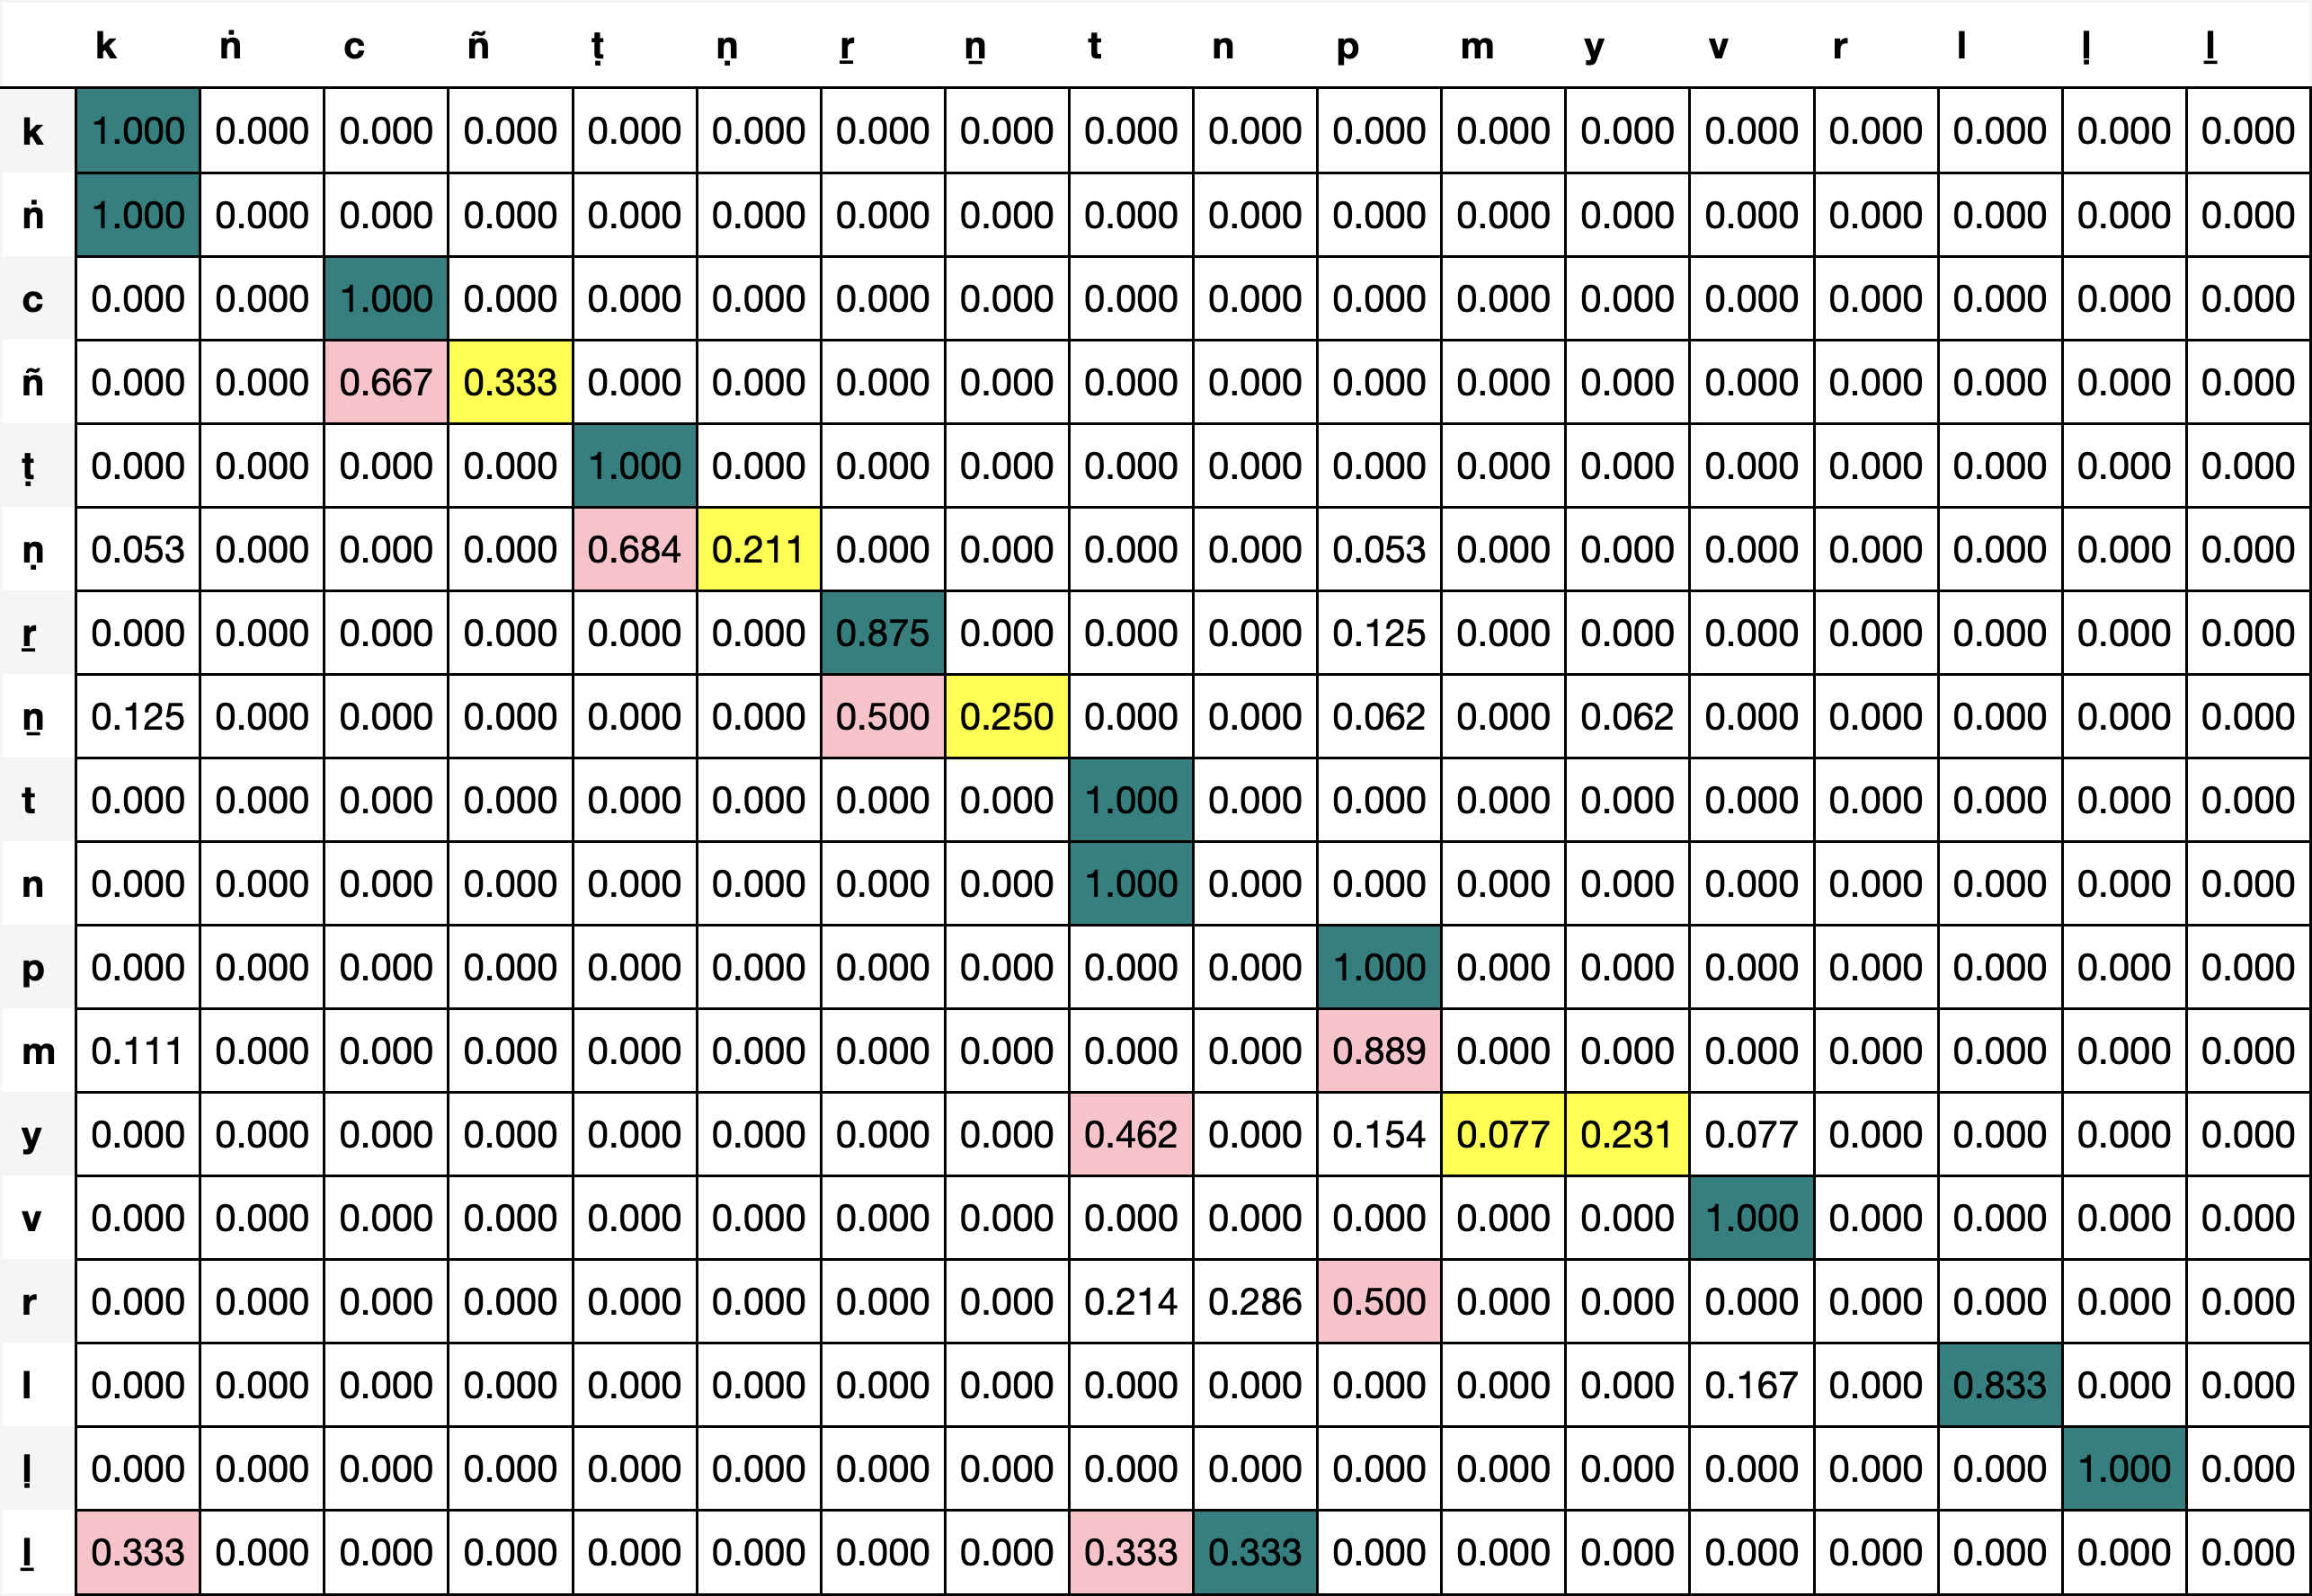 k ṅ c ñ ṭ ṇ ṟ ṉ t n p m y v r l ḷ ḻ
k 1.000 0.000 0.000 0.000 0.000 0.000 0.000 0.000 0.000 0.000 0.000 0.000 0.000 0.000 0.000 0.000 0.000 0.000
ṅ 1.000 0.000 0.000 0.000 0.000 0.000 0.000 0.000 0.000 0.000 0.000 0.000 0.000 0.000 0.000 0.000 0.000 0.000
c 0.000 0.000 1.000 0.000 0.000 0.000 0.000 0.000 0.000 0.000 0.000 0.000 0.000 0.000 0.000 0.000 0.000 0.000
ñ 0.000 0.000 0.667 0.333 0.000 0.000 0.000 0.000 0.000 0.000 0.000 0.000 0.000 0.000 0.000 0.000 0.000 0.000
ṭ 0.000 0.000 0.000 0.000 1.000 0.000 0.000 0.000 0.000 0.000 0.000 0.000 0.000 0.000 0.000 0.000 0.000 0.000
ṇ 0.053 0.000 0.000 0.000 0.684 0.211 0.000 0.000 0.000 0.000 0.053 0.000 0.000 0.000 0.000 0.000 0.000 0.000
ṟ 0.000 0.000 0.000 0.000 0.000 0.000 0.875 0.000 0.000 0.000 0.125 0.000 0.000 0.000 0.000 0.000 0.000 0.000
ṉ 0.125 0.000 0.000 0.000 0.000 0.000 0.500 0.250 0.000 0.000 0.062 0.000 0.062 0.000 0.000 0.000 0.000 0.000
t 0.000 0.000 0.000 0.000 0.000 0.000 0.000 0.000 1.000 0.000 0.000 0.000 0.000 0.000 0.000 0.000 0.000 0.000
n 0.000 0.000 0.000 0.000 0.000 0.000 0.000 0.000 1.000 0.000 0.000 0.000 0.000 0.000 0.000 0.000 0.000 0.000
p 0.000 0.000 0.000 0.000 0.000 0.000 0.000 0.000 0.000 0.000 1.000 0.000 0.000 0.000 0.000 0.000 0.000 0.000
m 0.111 0.000 0.000 0.000 0.000 0.000 0.000 0.000 0.000 0.000 0.889 0.000 0.000 0.000 0.000 0.000 0.000 0.000
y 0.000 0.000 0.000 0.000 0.000 0.000 0.000 0.000 0.462 0.000 0.154 0.077 0.231 0.077 0.000 0.000 0.000 0.000
v 0.000 0.000 0.000 0.000 0.000 0.000 0.000 0.000 0.000 0.000 0.000 0.000 0.000 1.000 0.000 0.000 0.000 0.000
r 0.000 0.000 0.000 0.000 0.000 0.000 0.000 0.000 0.214 0.286 0.500 0.000 0.000 0.000 0.000 0.000 0.000 0.000
l 0.000 0.000 0.000 0.000 0.000 0.000 0.000 0.000 0.000 0.000 0.000 0.000 0.000 0.167 0.000 0.833 0.000 0.000
ḷ 0.000 0.000 0.000 0.000 0.000 0.000 0.000 0.000 0.000 0.000 0.000 0.000 0.000 0.000 0.000 0.000 1.000 0.000
ḻ 0.333 0.000 0.000 0.000 0.000 0.000 0.000 0.000 0.333 0.333 0.000 0.000 0.000 0.000 0.000 0.000 0.000 0.000